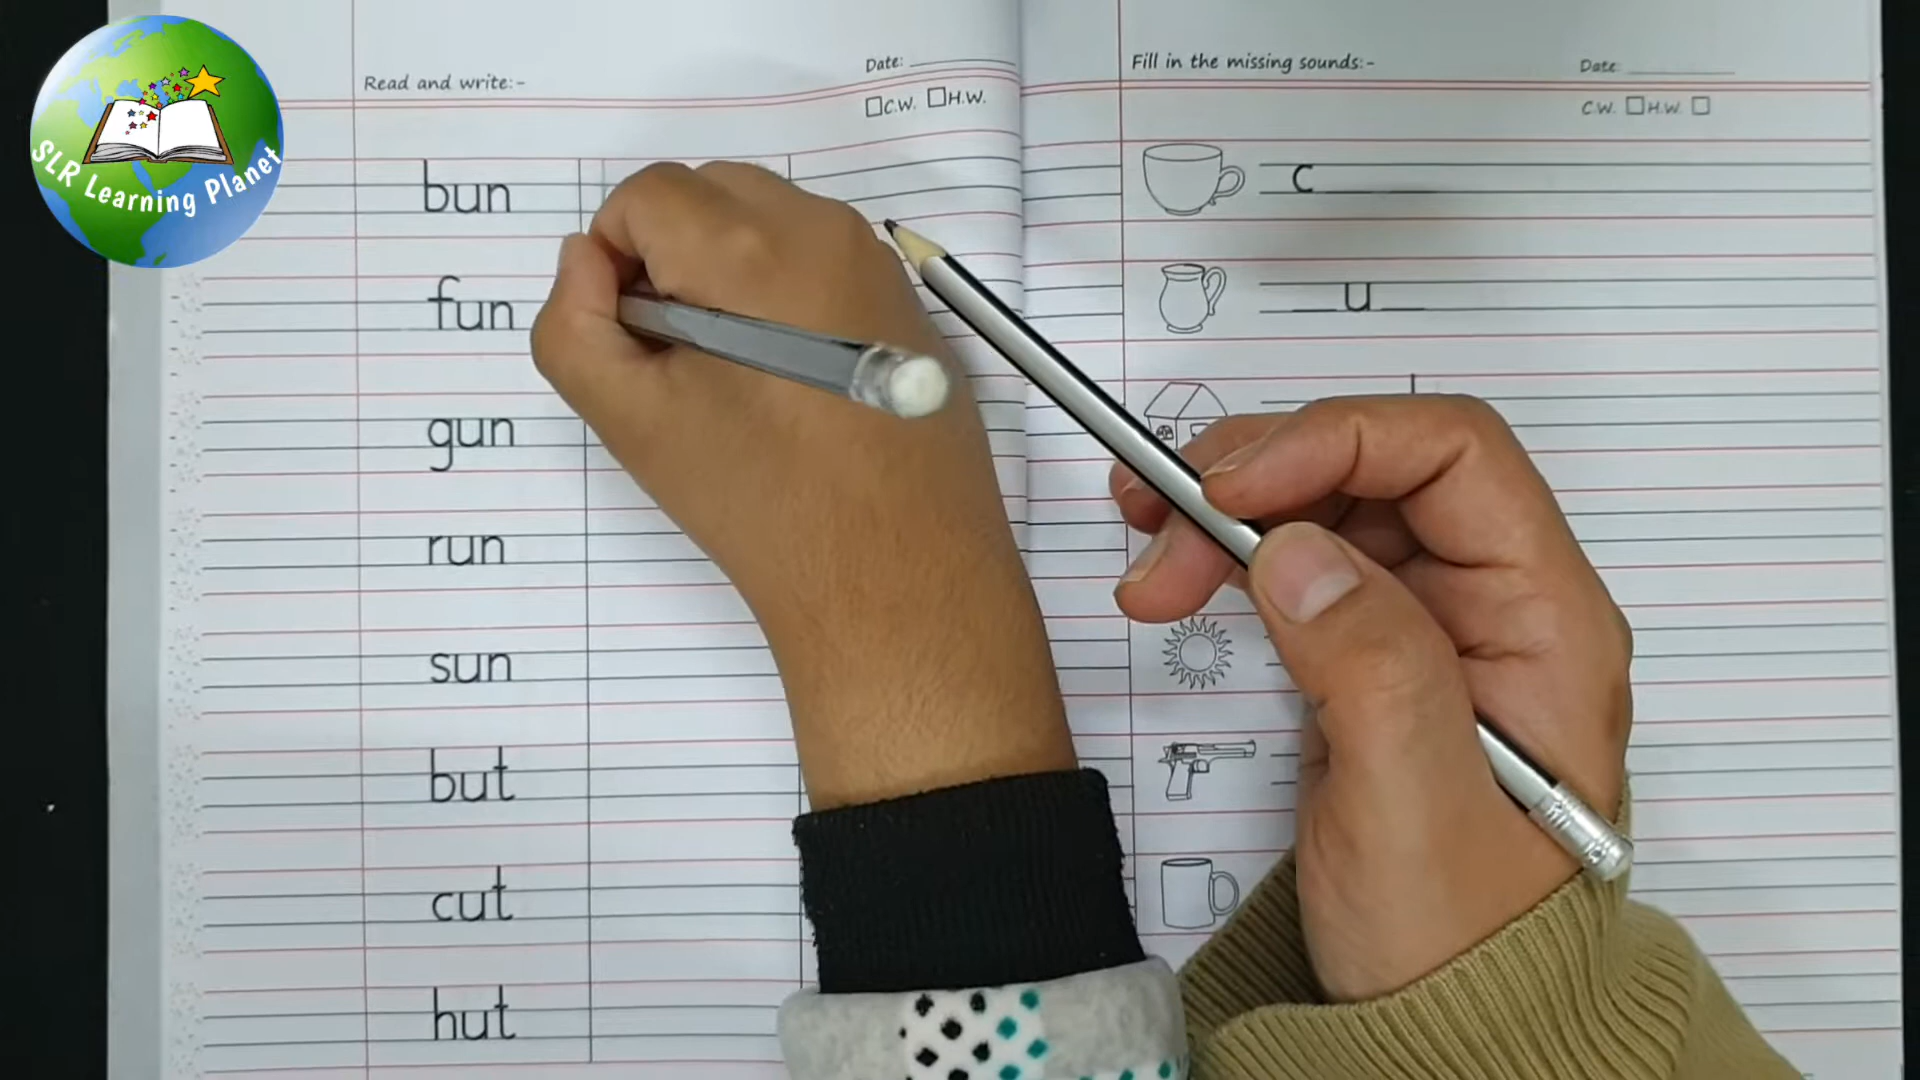 SLR Learning Planet
Read and write:-
Date:
C.W. H.W.
bun
fun
gun
run
sun
but
cut
hut
Fill in the missing sounds:-
Date:
C.W. H.W.
c
u